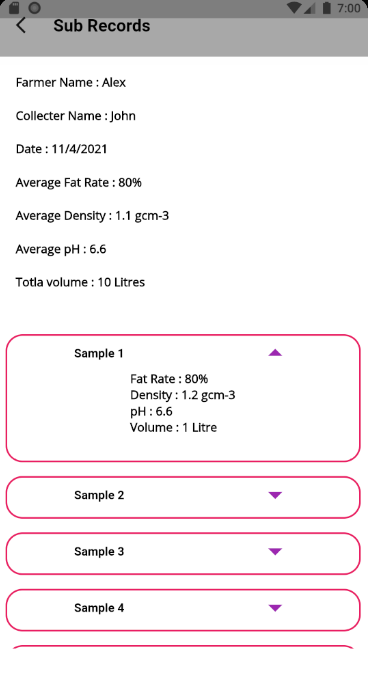 7:00
Sub Records
Farmer Name : Alex
Collecter Name : John
Date : 11/4/2021
Average Fat Rate : 80%
Average Density : 1.1 gcm-3
Average pH : 6.6
Totla volume : 10 Litres
Sample 1
Fat Rate : 80%
Density : 1.2 gcm-3
pH : 6.6
Volume : 1 Litre
Sample 2
Sample 3
Sample 4